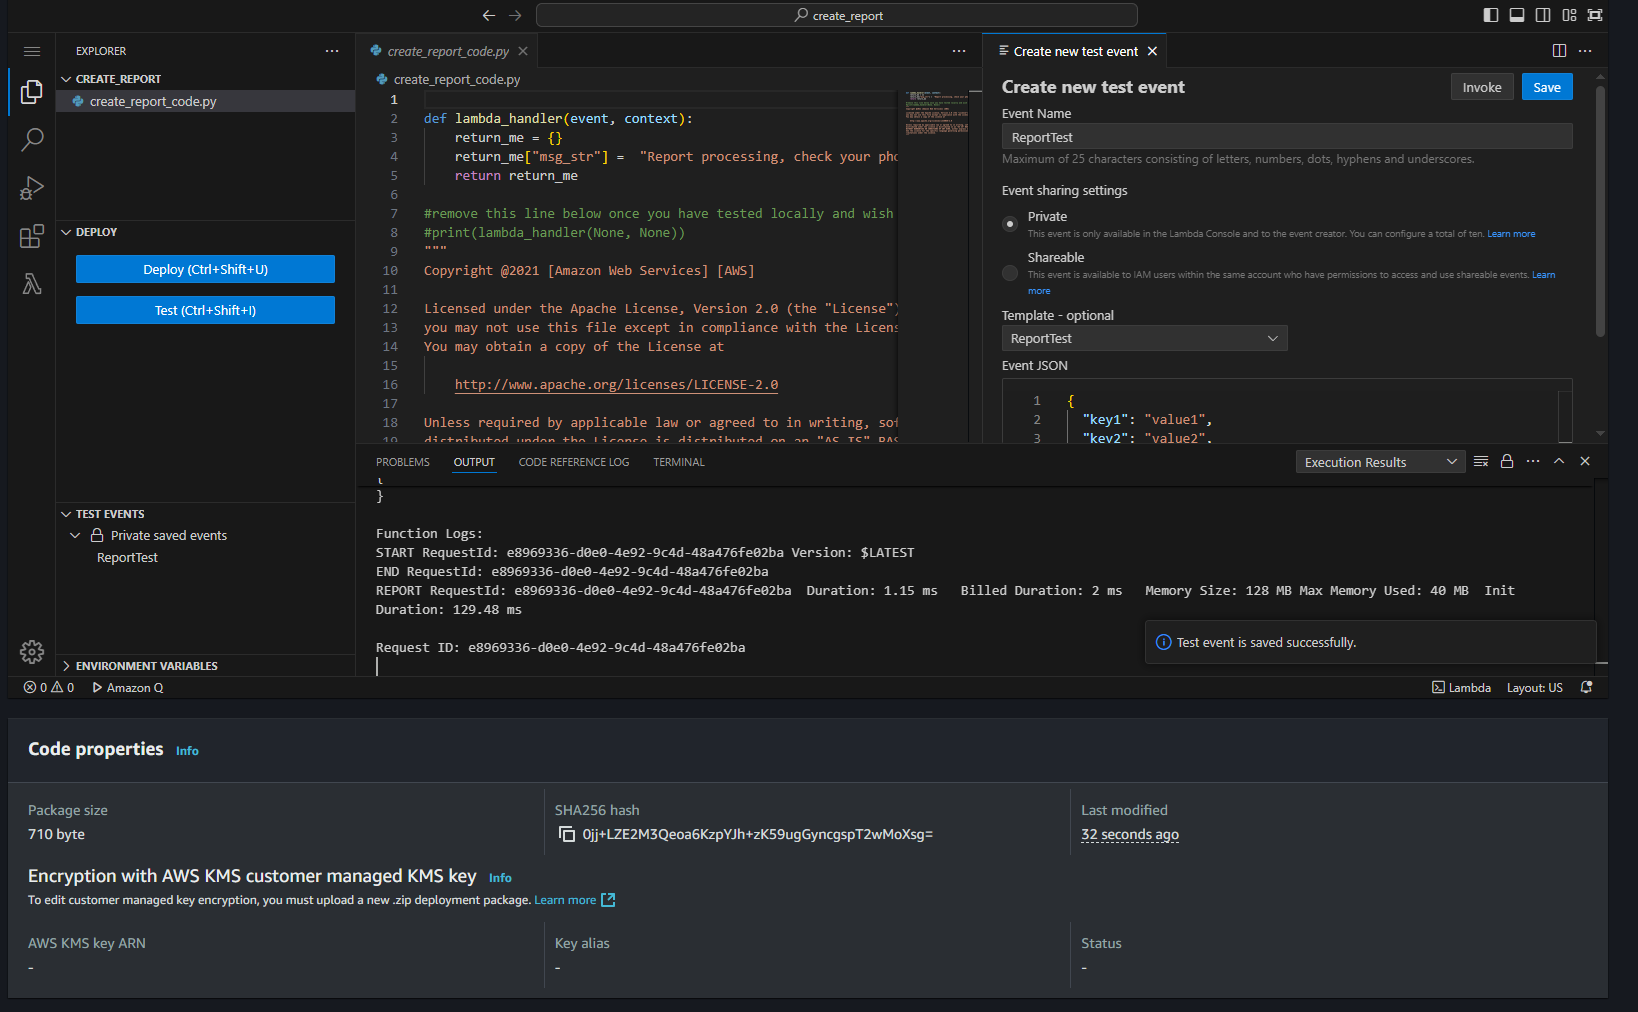 create_report
EXPLORER
CREATE_REPORT
create_report_code.py
DEPLOY
Deploy (Ctrl+Shift+U)
Test (Ctrl+Shift+I)
TEST EVENTS
Private saved events
ReportTest
ENVIRONMENT VARIABLES
create_report_code.py
create_report_code.py
1
2 def lambda_handler(event, context):
3 return_me = {}
4 return_me["msg_str"] = "Report processing, check your pho
5 return return_me
6
7 #remove this line below once you have tested locally and wish
8 #print(lambda_handler(None, None))
9 """
10 Copyright @2021 [Amazon Web Services] [AWS]
11
12 Licensed under the Apache License, Version 2.0 (the "License")
13 you may not use this file except in compliance with the Licens
14 You may obtain a copy of the License at
15
16 http://www.apache.org/licenses/LICENSE-2.0
17
18 Unless required by applicable law or agreed to in writing, sof
19 distributed under the License is distributed on an "AS IS" BAS
Create new test event
Create new test event
Invoke
Save
Event Name
ReportTest
Maximum of 25 characters consisting of letters, numbers, dots, hyphens and underscores.
Event sharing settings
Private
This event is only available in the Lambda Console and to the event creator. You can configure a total of ten. Learn more
Shareable
This event is available to IAM users within the same account who have permissions to access and use shareable events. Learn
more
Template - optional
ReportTest
Event JSON
1 {
2 "key1": "value1",
3 "key2": "value2",
PROBLEMS OUTPUT CODE REFERENCE LOG TERMINAL
Execution Results
}
Function Logs:
START RequestId: e8969336-d0e0-4e92-9c4d-48a476fe02ba Version: $LATEST
END RequestId: e8969336-d0e0-4e92-9c4d-48a476fe02ba
REPORT RequestId: e8969336-d0e0-4e92-9c4d-48a476fe02ba Duration: 1.15 ms Billed Duration: 2 ms Memory Size: 128 MB Max Memory Used: 40 MB Init
Duration: 129.48 ms
Request ID: e8969336-d0e0-4e92-9c4d-48a476fe02ba
Test event is saved successfully.
0 0 Amazon Q
Lambda Layout: US
Code properties Info
Package size
710 byte
SHA256 hash
0jj+LZE2M3Qeoa6KzpYJh+zK59ugGyncgspT2wMoXsg=
Last modified
32 seconds ago
Encryption with AWS KMS customer managed KMS key Info
To edit customer managed key encryption, you must upload a new .zip deployment package. Learn more
AWS KMS key ARN
-
Key alias
-
Status
-